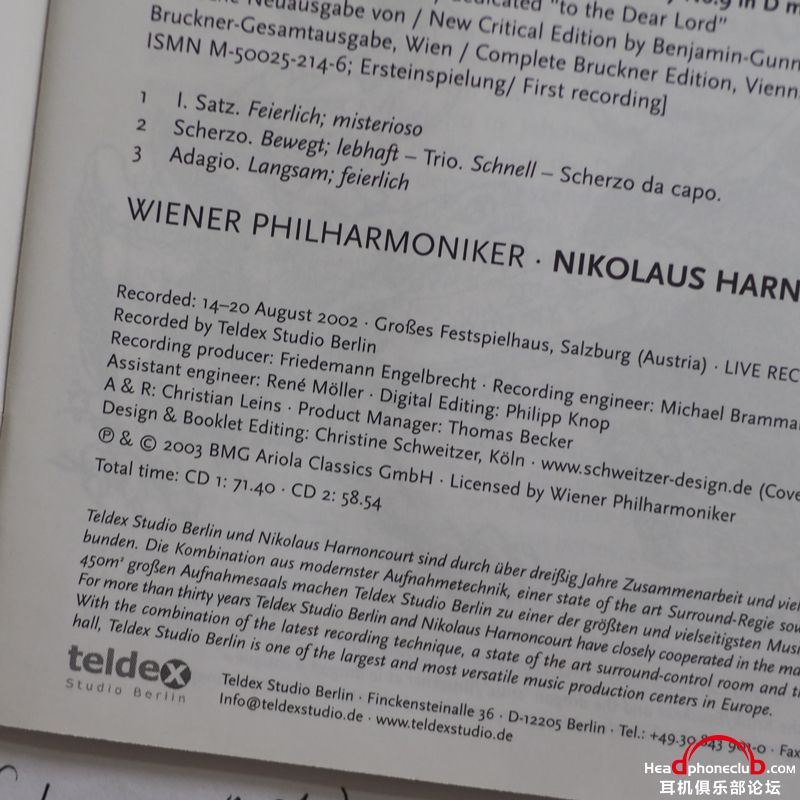 No.9 in D
dedicated "to the Dear Lord"
Neuausgabe von / New Critical Edition by Benjamin-Gunn
Bruckner-Gesamtausgabe, Wien / Complete Bruckner Edition, Vienn
ISMN M-50025-214-6; Ersteinspielung/ First recording]
1 I. Satz. Feierlich; misterioso
2 Scherzo. Bewegt; lebhaft – Trio. Schnell – Scherzo da capo.
3 Adagio. Langsam; feierlich
WIENER PHILHARMONIKER · NIKOLAUS HARN
Recorded: 14–20 August 2002 · Großes Festspielhaus, Salzburg (Austria) · LIVE REC
Recorded by Teldex Studio Berlin
Recording producer: Friedemann Engelbrecht · Recording engineer: Michael Bramma
Assistant engineer: René Möller · Digital Editing: Philipp Knop
A & R: Christian Leins · Product Manager: Thomas Becker
Design & Booklet Editing: Christine Schweitzer, Köln · www.schweitzer-design.de (Cove
℗ & © 2003 BMG Ariola Classics GmbH · Licensed by Wiener Philharmoniker
Total time: CD 1: 71.40 · CD 2: 58.54
Teldex Studio Berlin und Nikolaus Harnoncourt sind durch über dreißig Jahre Zusammenarbeit und viel
bunden. Die Kombination aus modernster Aufnahmetechnik, einer state of the art Surround-Regie sow
450m² großen Aufnahmesaals machen Teldex Studio Berlin zu einer der größten und vielseitigsten Musi
For more than thirty years Teldex Studio Berlin and Nikolaus Harnoncourt have closely cooperated in the ma
With the combination of the latest recording technique, a state of the art surround-control room and th
hall, Teldex Studio Berlin is one of the largest and most versatile music production centers in Europe.
teldex
Studio Berlin
Teldex Studio Berlin · Finckensteinallee 36 · D-12205 Berlin · Tel.: +49.30.843 901-0 · Fax
Info@teldexstudio.de · www.teldexstudio.de
Headphoneclub.com
耳机俱乐部论坛